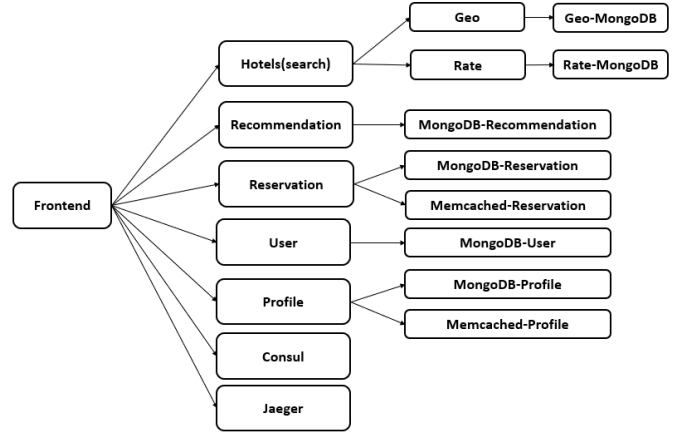 Geo
Geo-MongoDB
Hotels(search)
Rate
Rate-MongoDB
Recommendation
MongoDB-Recommendation
MongoDB-Reservation
Reservation
Memcached-Reservation
Frontend
User
MongoDB-User
MongoDB-Profile
Profile
Memcached-Profile
Consul
Jaeger